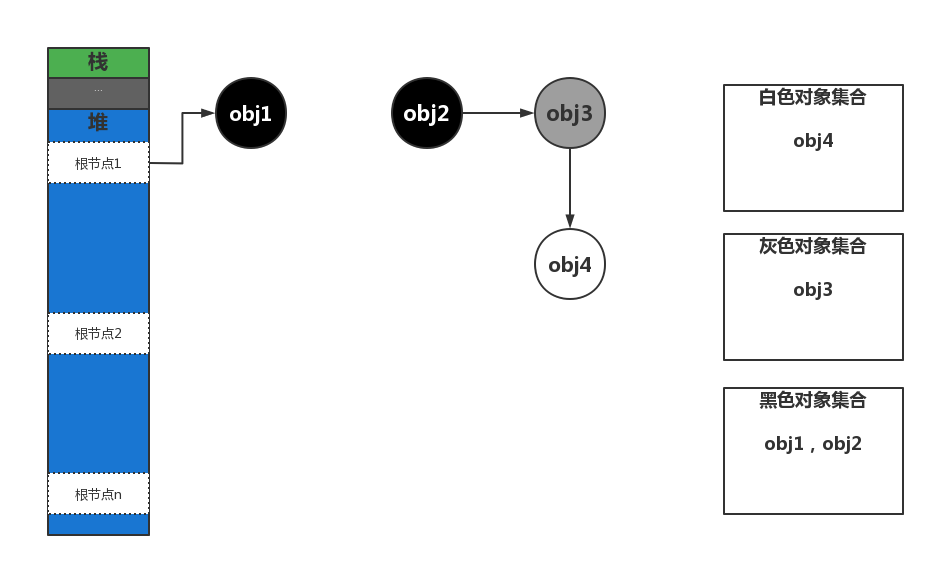 栈
...
堆
根节点1
根节点2
根节点n
obj1
obj2
obj3
obj4
白色对象集合
obj4
灰色对象集合
obj3
黑色对象集合
obj1，obj2